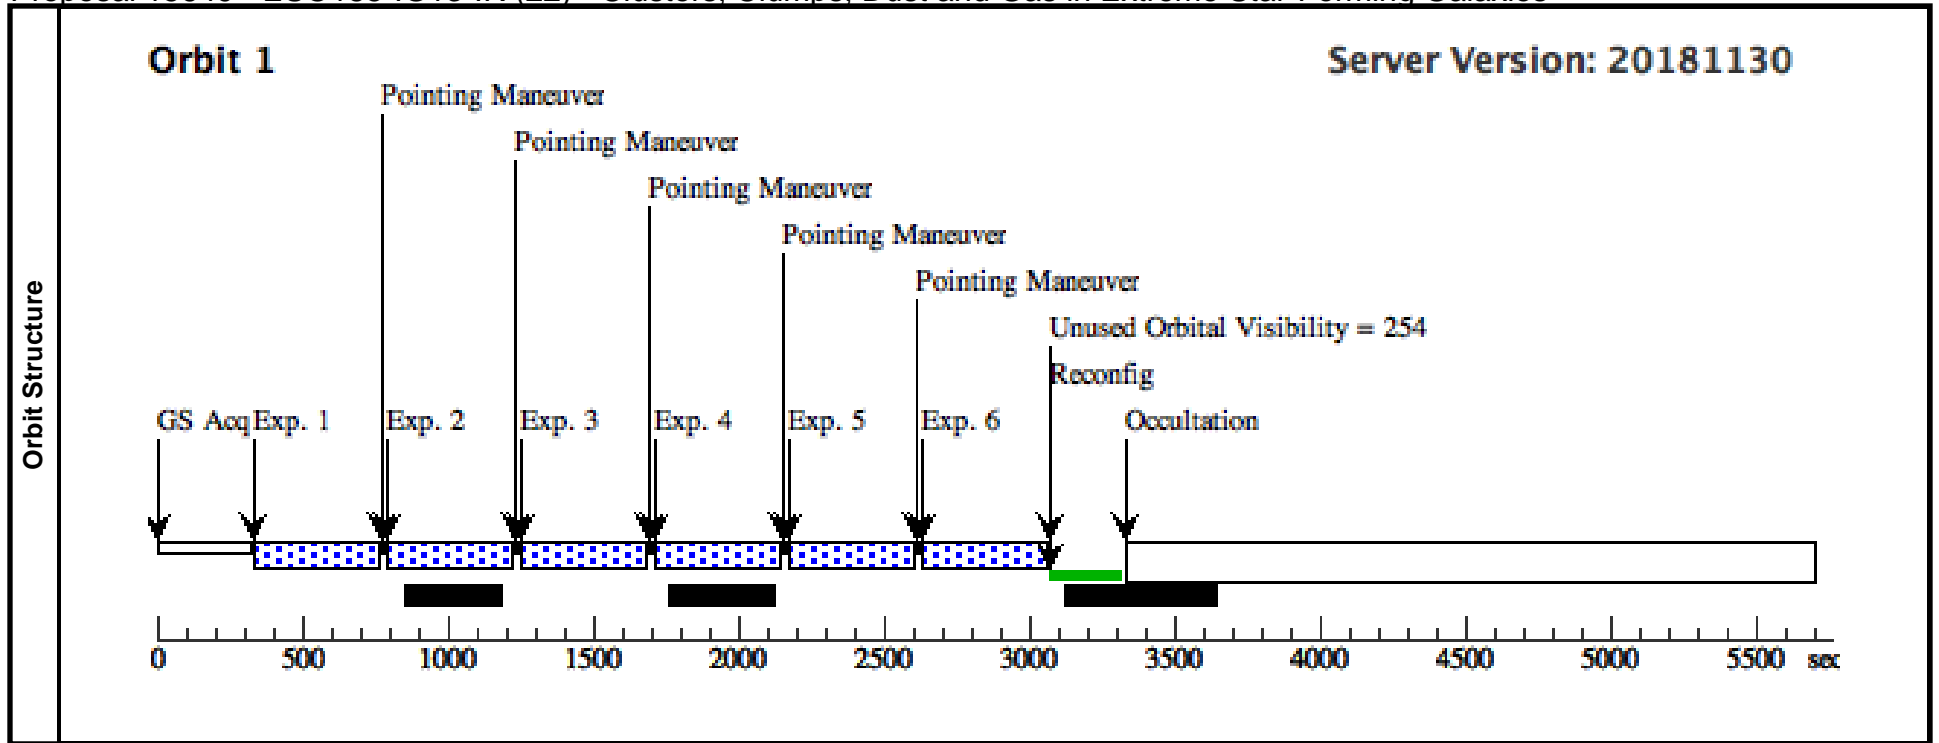 Orbit Structure
Orbit 1
Server Version: 20181130
Pointing Maneuver
Pointing Maneuver
Pointing Maneuver
Pointing Maneuver
Pointing Maneuver
Unused Orbital Visibility = 254
Reconfig
GS Acq Exp. 1 Exp. 2 Exp. 3 Exp. 4 Exp. 5 Exp. 6 Occultation
0 500 1000 1500 2000 2500 3000 3500 4000 4500 5000 5500 sec